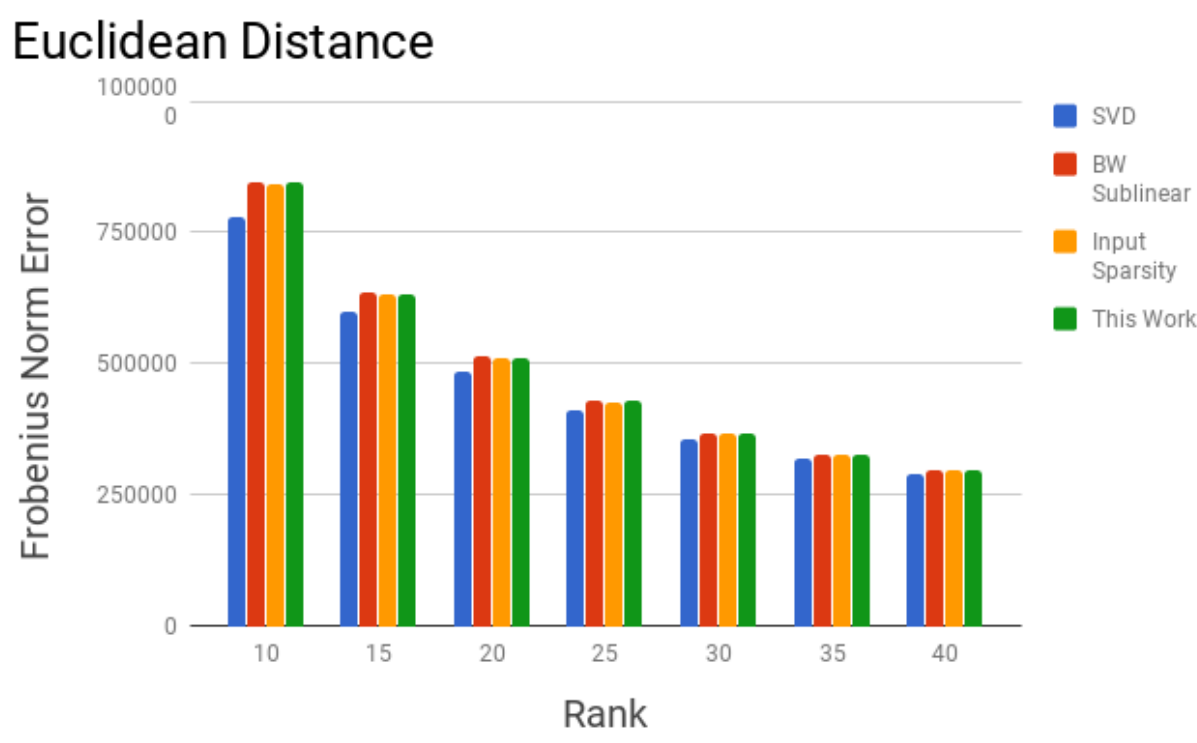 Euclidean Distance
100000
0
750000
500000
250000
0
Frobenius Norm Error
10 15 20 25 30 35 40
Rank
SVD
BW
Sublinear
Input
Sparsity
This Work